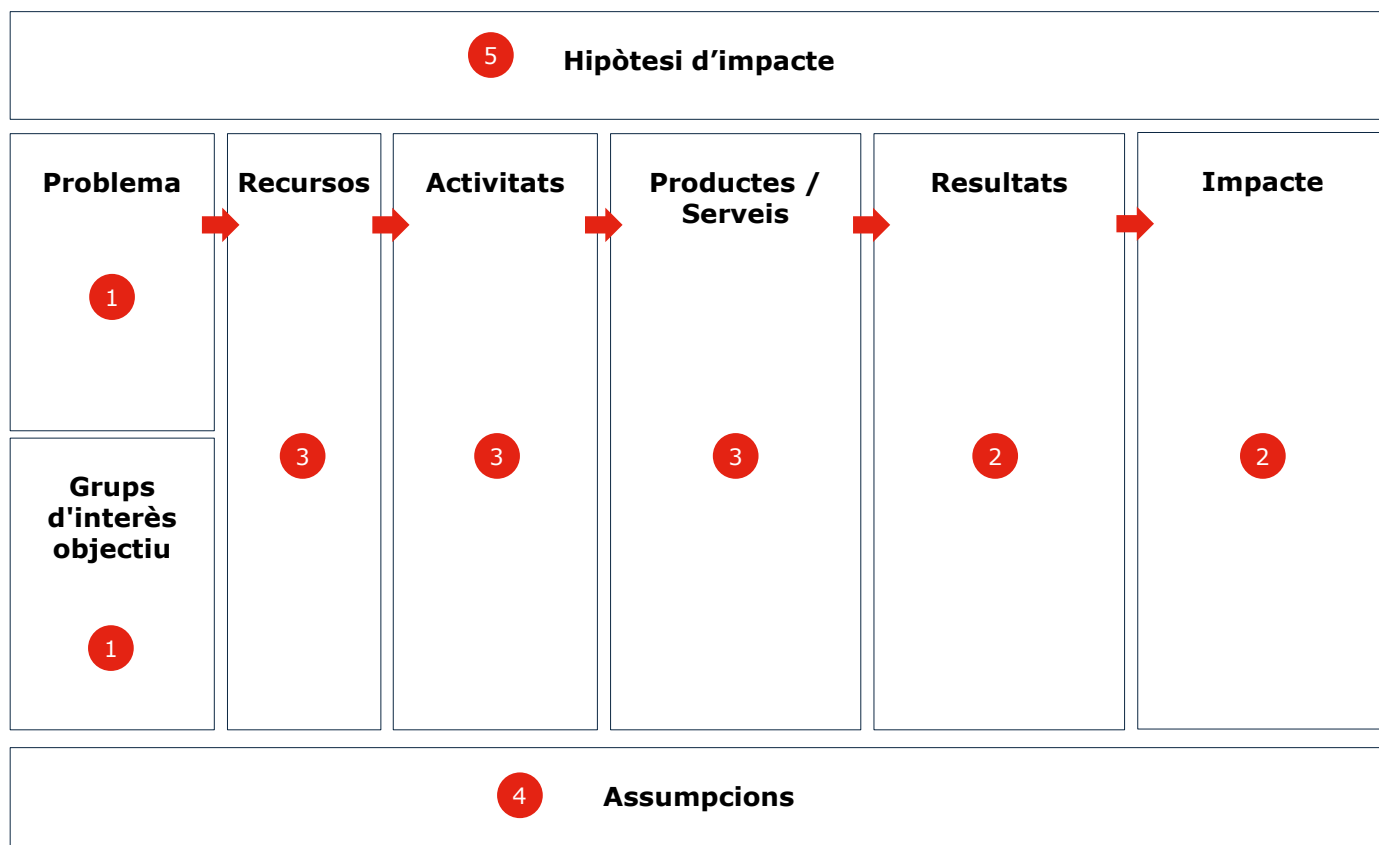 5 Hipòtesi d’impacte
Problema
1
Grups
d'interès
objectiu
1
Recursos
3
Activitats
3
Productes /
Serveis
3
Resultats
2
Impacte
2
4 Assumpcions